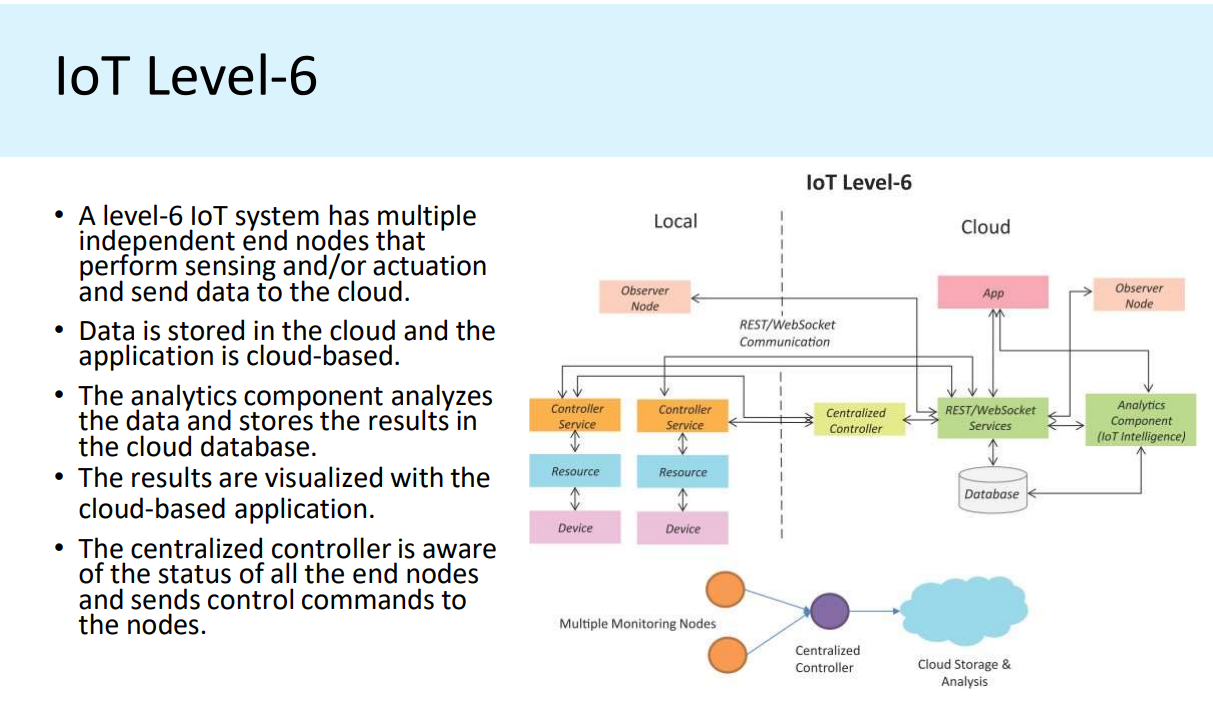 IoT Level-6
• A level-6 IoT system has multiple
independent end nodes that
perform sensing and/or actuation
and send data to the cloud.
• Data is stored in the cloud and the
application is cloud-based.
• The analytics component analyzes
the data and stores the results in
the cloud database.
• The results are visualized with the
cloud-based application.
• The centralized controller is aware
of the status of all the end nodes
and sends control commands to
the nodes.
IoT Level-6
Local
Cloud
Observer
Node
App
Observer
Node
REST/WebSocket
Communication
Controller
Service
Controller
Service
Centralized
Controller
REST/WebSocket
Services
Analytics
Component
(IoT Intelligence)
Resource
Resource
Database
Device
Device
Multiple Monitoring Nodes
Centralized
Controller
Cloud Storage &
Analysis